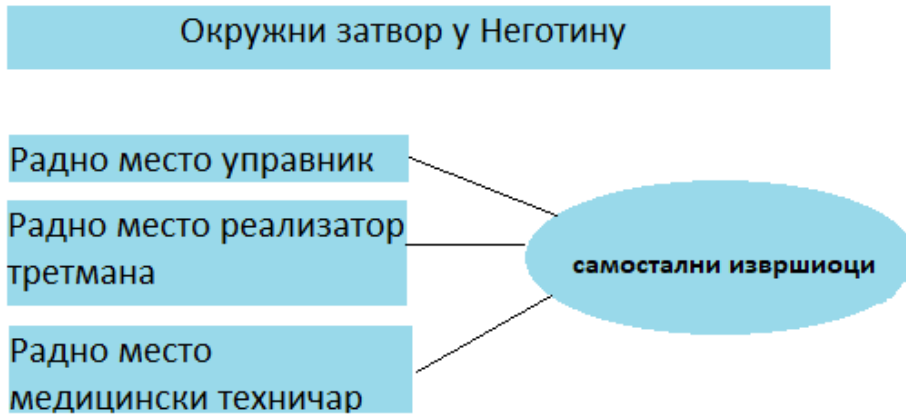 Окружни затвор у Неготину
Радно место управник
Радно место реализатор
третмана
самостални извршиоци
Радно место
медицински техничар